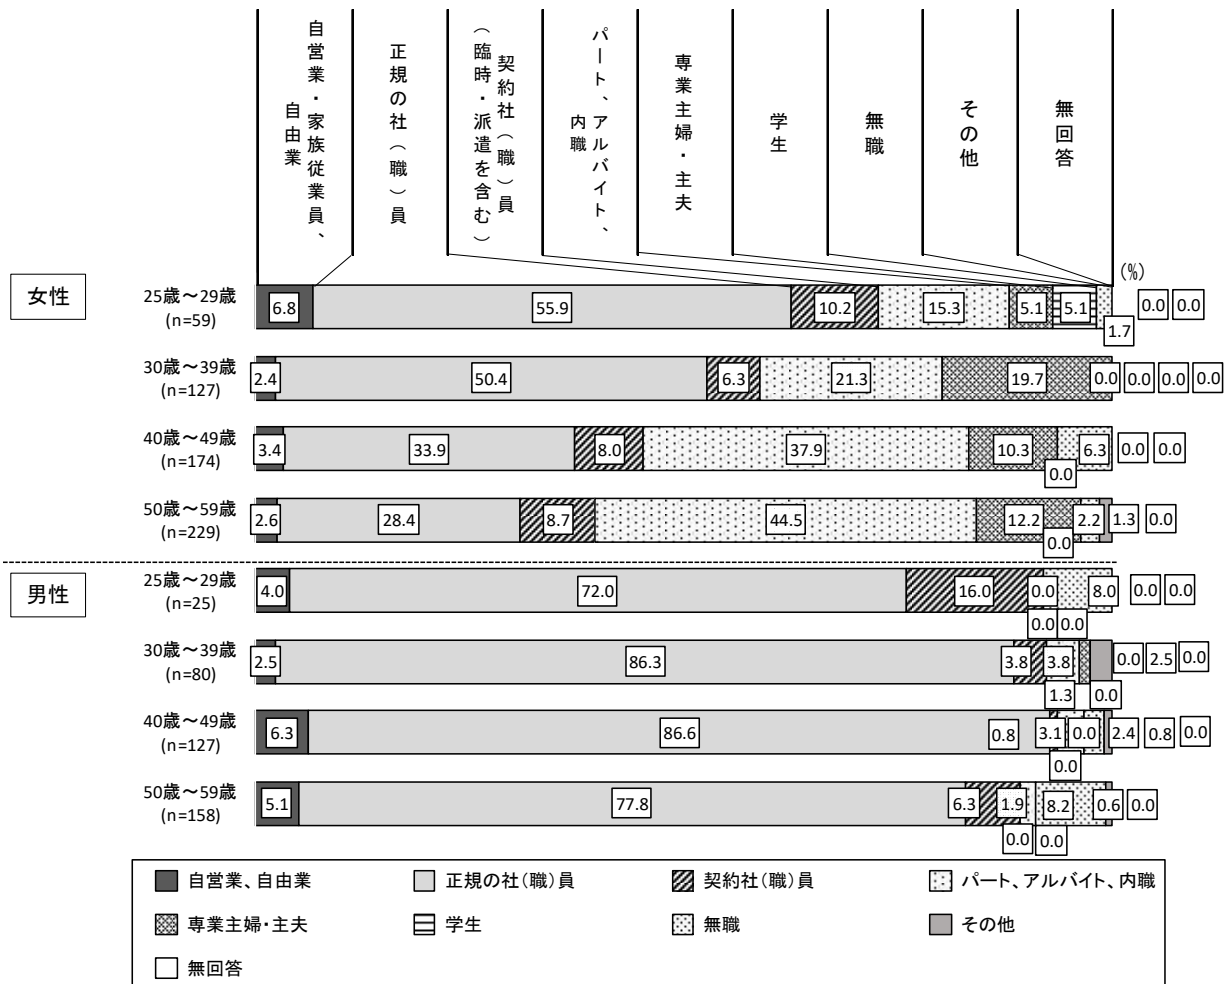 自営業・家族従業員、
自由業
正規の社(職)員
契約社(職)員
(臨時・派遣を含む)
パート、アルバイト、
内職
専業主婦・主夫
学生
無職
その他
無回答
(%)
女性
25歳~29歳
(n=59)
6.8 55.9 10.2 15.3 5.1 5.1 1.7 0.0 0.0
30歳~39歳
(n=127)
2.4 50.4 6.3 21.3 19.7 0.0 0.0 0.0 0.0
40歳~49歳
(n=174)
3.4 33.9 8.0 37.9 10.3 0.0 6.3 0.0 0.0
50歳~59歳
(n=229)
2.6 28.4 8.7 44.5 12.2 0.0 2.2 1.3 0.0
男性
25歳~29歳
(n=25)
4.0 72.0 16.0 0.0 8.0 0.0 0.0
0.0 0.0
30歳~39歳
(n=80)
2.5 86.3 3.8 3.8 0.0 2.5 0.0
1.3 0.0
40歳~49歳
(n=127)
6.3 86.6 0.8 3.1 0.0 2.4 0.8 0.0
0.0
50歳~59歳
(n=158)
5.1 77.8 6.3 1.9 8.2 0.6 0.0
0.0 0.0
自営業、自由業 正規の社(職)員 契約社(職)員 パート、アルバイト、内職
専業主婦・主夫 学生 無職 その他
無回答